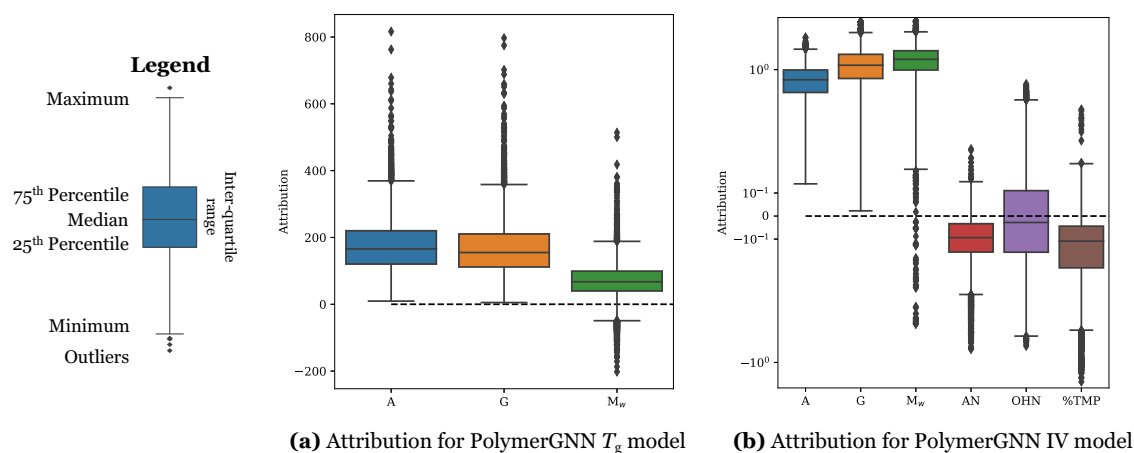 Legend
Maximum
75th Percentile
Median
25th Percentile
Inter-quartile
range
Minimum
Outliers
Attribution
800
600
400
200
0
−200
A G Mw
(a) Attribution for PolymerGNN Tg model
Attribution
10⁰
10⁻¹
0
−10⁻¹
−10⁰
A G Mw AN OHN %TMP
(b) Attribution for PolymerGNN IV model